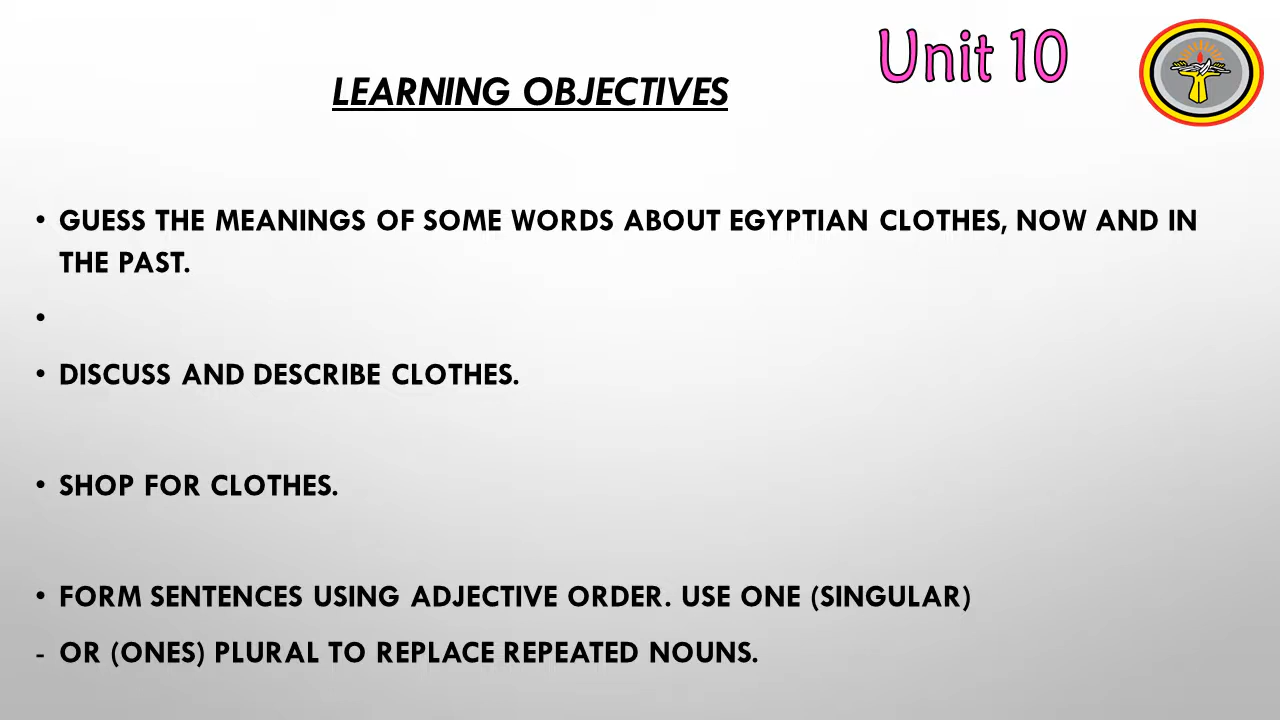 Unit 10
LEARNING OBJECTIVES
• GUESS THE MEANINGS OF SOME WORDS ABOUT EGYPTIAN CLOTHES, NOW AND IN
THE PAST.
•
• DISCUSS AND DESCRIBE CLOTHES.
• SHOP FOR CLOTHES.
• FORM SENTENCES USING ADJECTIVE ORDER. USE ONE (SINGULAR)
- OR (ONES) PLURAL TO REPLACE REPEATED NOUNS.